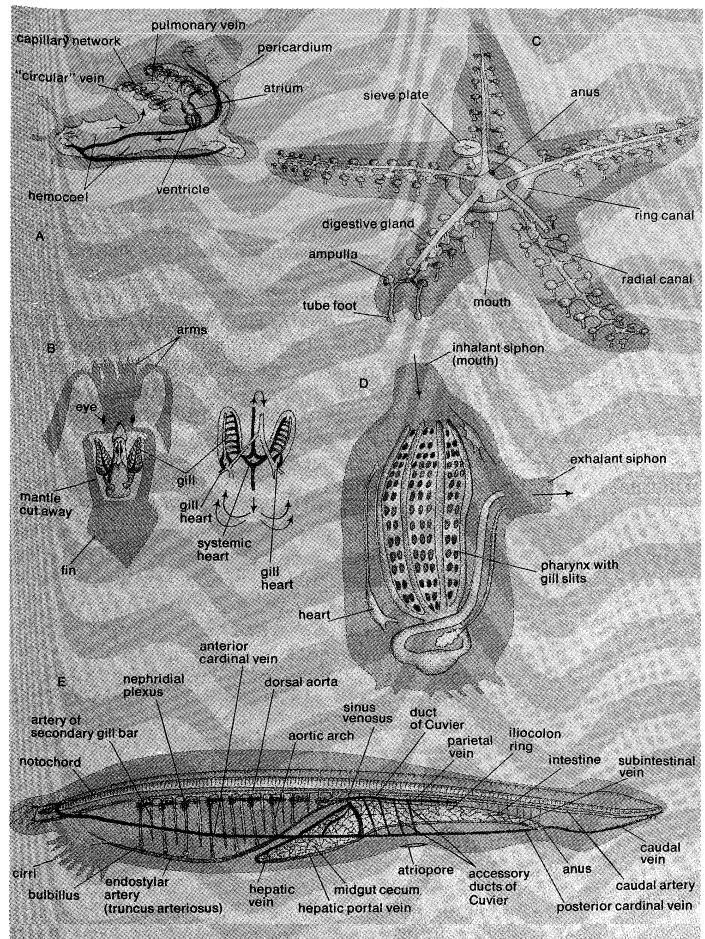 pulmonary vein
capillary network
pericardium
"circular" vein
atrium
hemocoel
ventricle
A
C
sieve plate
anus
digestive gland
ring canal
ampulla
radial canal
tube foot
mouth
B
arms
eye
gill
mantle
cut away
gill
heart
systemic
heart
fin
gill
heart
D
inhalant siphon
(mouth)
exhalant siphon
pharynx with
gill slits
heart
E
anterior
cardinal vein
nephridial
plexus
dorsal aorta
artery of
secondary gill bar
sinus
venosus
duct
of Cuvier
aortic arch
parietal
vein
iliocolon
ring
notochord
intestine
subintestinal
vein
cirri
bulbillus
endostylar
artery
(truncus arteriosus)
hepatic
vein
midgut cecum
hepatic portal vein
atriopore
accessory
ducts of
Cuvier
anus
caudal
vein
caudal artery
posterior cardinal vein